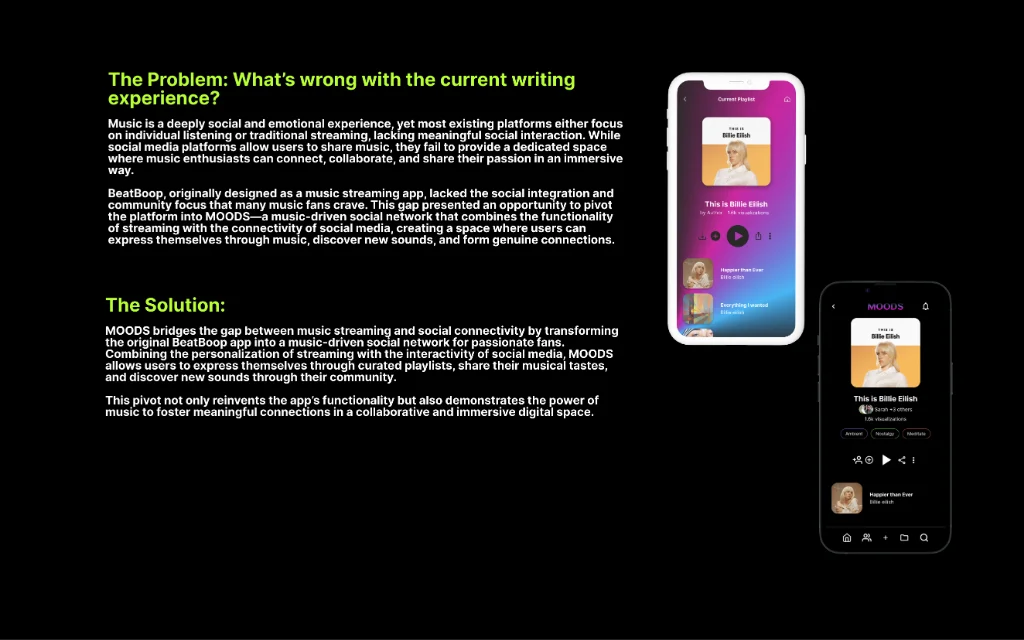 The Problem: What's wrong with the current writing
experience?
Music is a deeply social and emotional experience, yet most existing platforms either focus
on individual listening or traditional streaming, lacking meaningful social interaction. While
social media platforms allow users to share music, they fail to provide a dedicated space
where music enthusiasts can connect, collaborate, and share their passion in an immersive
way.
BeatBoop, originally designed as a music streaming app, lacked the social integration and
community focus that many music fans crave. This gap presented an opportunity to pivot
the platform into MOODS—a music-driven social network that combines the functionality
of streaming with the connectivity of social media, creating a space where users can
express themselves through music, discover new sounds, and form genuine connections.
The Solution:
MOODS bridges the gap between music streaming and social connectivity by transforming
the original BeatBoop app into a music-driven social network for passionate fans.
Combining the personalization of streaming with the interactivity of social media, MOODS
allows users to express themselves through curated playlists, share their musical tastes,
and discover new sounds through their community.
This pivot not only reinvents the app's functionality but also demonstrates the power of
music to foster meaningful connections in a collaborative and immersive digital space.
Current Playlist
THIS IS
Billie Eilish
This is Billie Eilish
by Author 1.6k visualizations
Happier than Ever
Billie eilish
Everything I wanted
MOODS
THIS IS
Billie Eilish
This is Billie Eilish
Sarah +3 others
1.6k visualizations
Ambient Nostalgy Meditate
Happier than Ever
Billie eilish